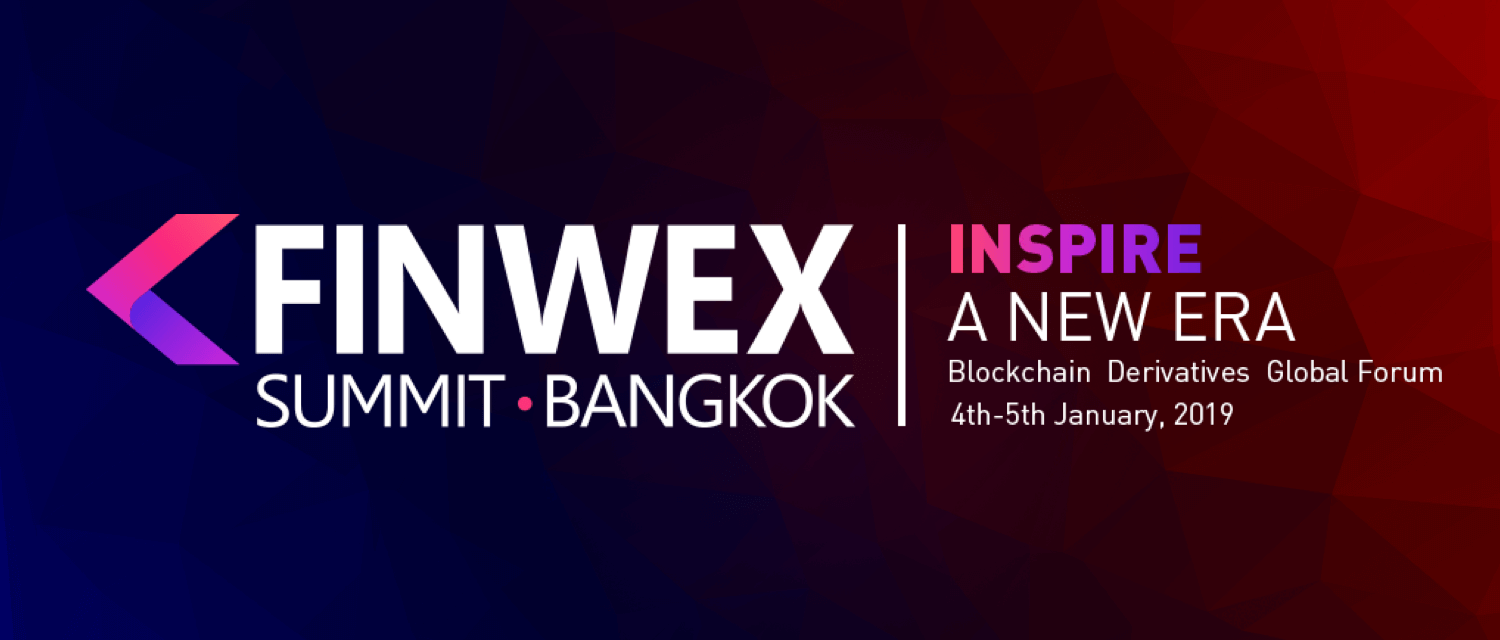 FINWEX
SUMMIT • BANGKOK
INSPIRE
A NEW ERA
Blockchain Derivatives Global Forum
4th-5th January, 2019